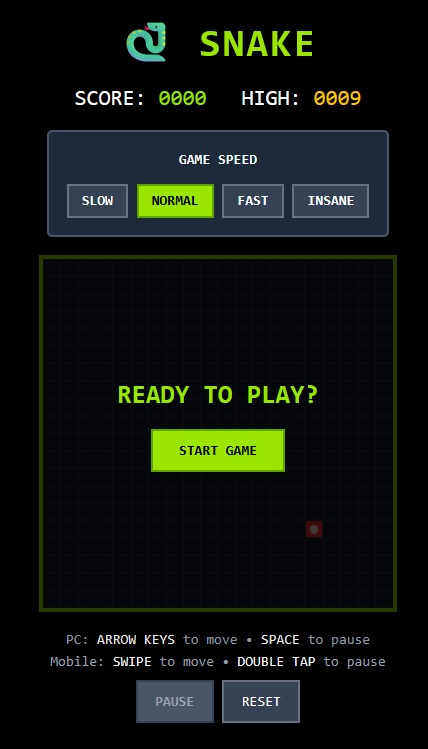 SNAKE
SCORE: 0000 HIGH: 0009
GAME SPEED
SLOW NORMAL FAST INSANE
READY TO PLAY?
START GAME
PC: ARROW KEYS to move • SPACE to pause
Mobile: SWIPE to move • DOUBLE TAP to pause
PAUSE RESET